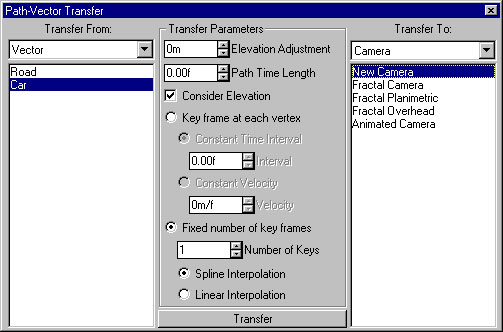 Path-Vector Transfer
Transfer From:
Vector
Road
Car
Transfer Parameters
0m Elevation Adjustment
0.00f Path Time Length
Consider Elevation
Key frame at each vertex
Constant Time Interval
0.00f Interval
Constant Velocity
0m/f Velocity
Fixed number of key frames
1 Number of Keys
Spline Interpolation
Linear Interpolation
Transfer
Transfer To:
Camera
New Camera
Fractal Camera
Fractal Planimetric
Fractal Overhead
Animated Camera